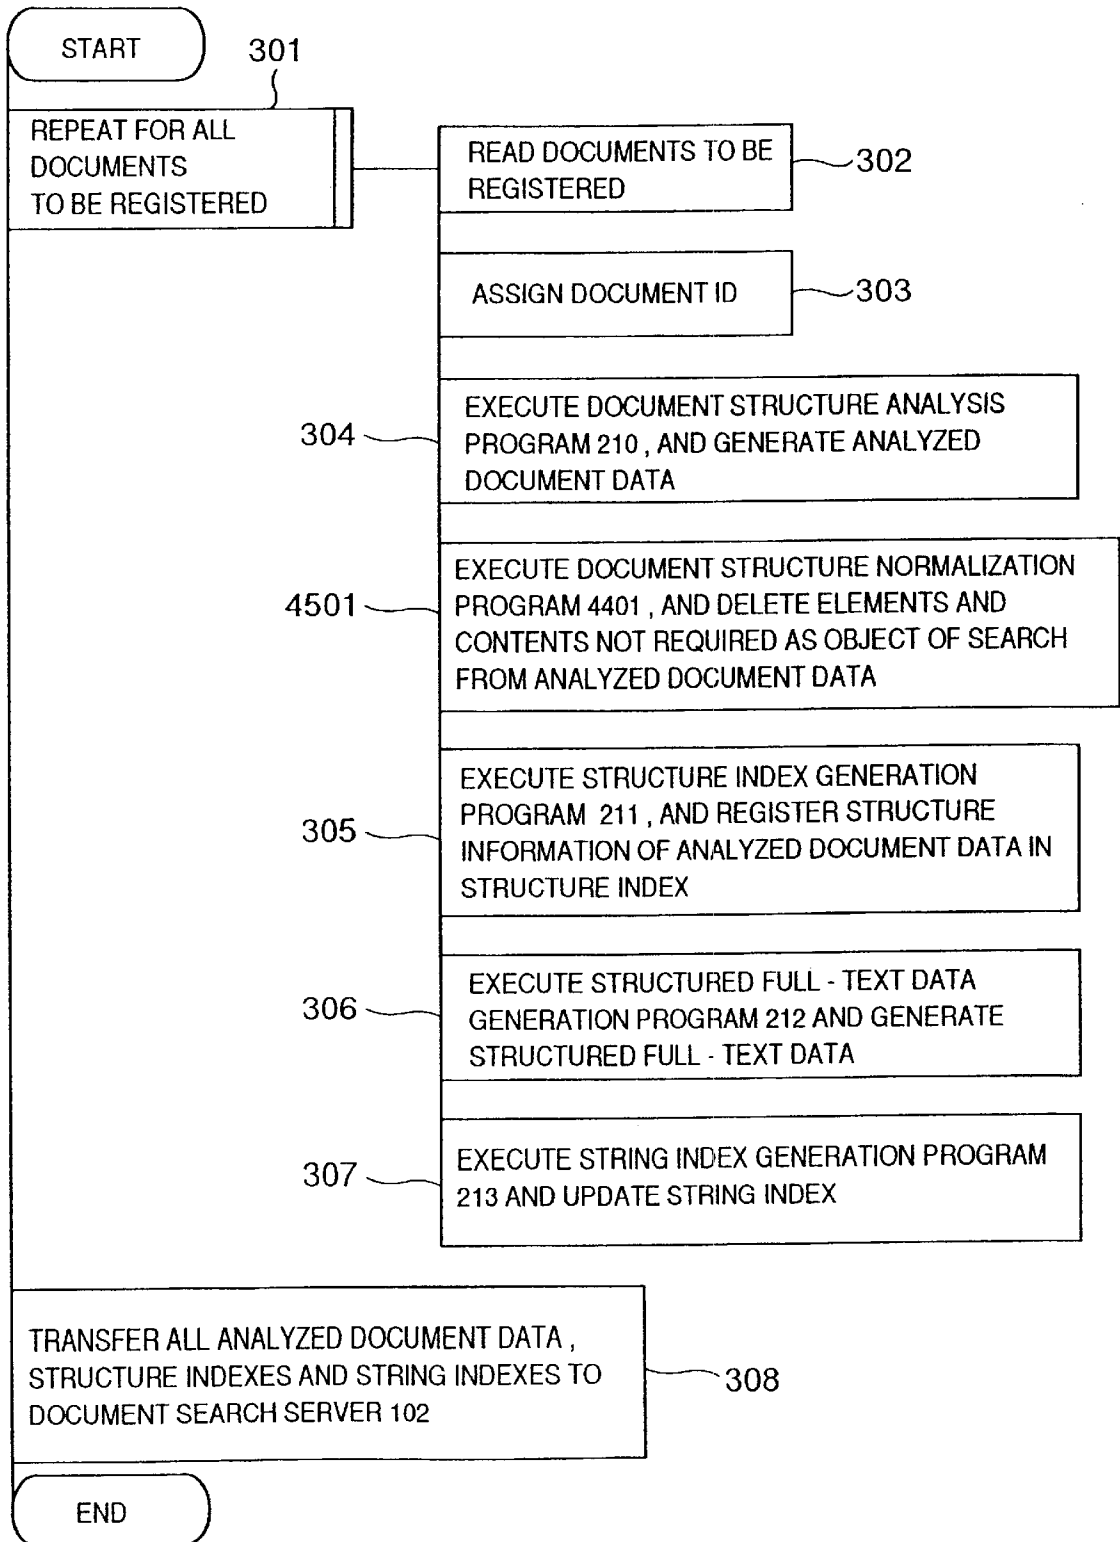 START
301
REPEAT FOR ALL
DOCUMENTS
TO BE REGISTERED
READ DOCUMENTS TO BE
REGISTERED
302
ASSIGN DOCUMENT ID
303
304
EXECUTE DOCUMENT STRUCTURE ANALYSIS
PROGRAM 210 , AND GENERATE ANALYZED
DOCUMENT DATA
4501
EXECUTE DOCUMENT STRUCTURE NORMALIZATION
PROGRAM 4401 , AND DELETE ELEMENTS AND
CONTENTS NOT REQUIRED AS OBJECT OF SEARCH
FROM ANALYZED DOCUMENT DATA
305
EXECUTE STRUCTURE INDEX GENERATION
PROGRAM 211 , AND REGISTER STRUCTURE
INFORMATION OF ANALYZED DOCUMENT DATA IN
STRUCTURE INDEX
306
EXECUTE STRUCTURED FULL - TEXT DATA
GENERATION PROGRAM 212 AND GENERATE
STRUCTURED FULL - TEXT DATA
307
EXECUTE STRING INDEX GENERATION PROGRAM
213 AND UPDATE STRING INDEX
TRANSFER ALL ANALYZED DOCUMENT DATA ,
STRUCTURE INDEXES AND STRING INDEXES TO
DOCUMENT SEARCH SERVER 102
308
END